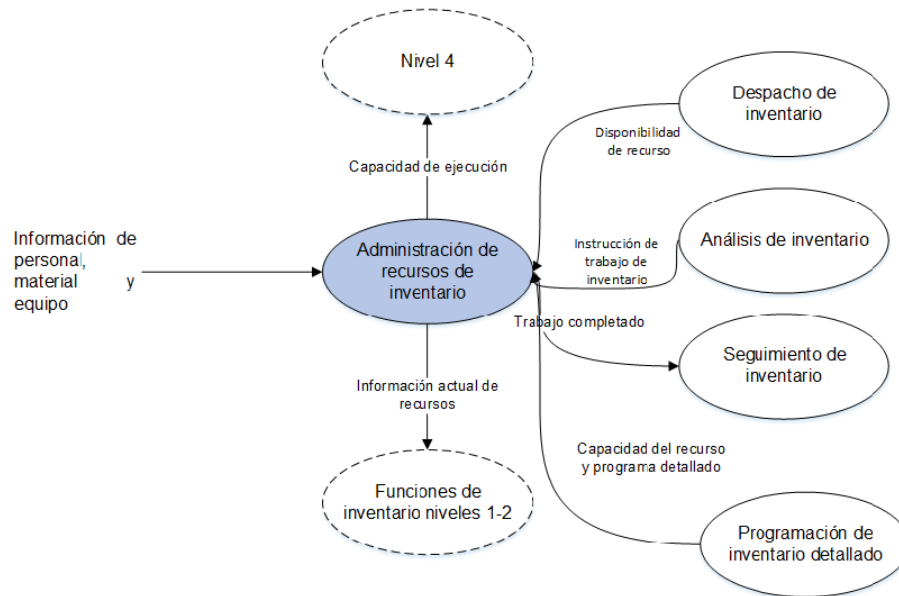 Nivel 4
Despacho de
inventario
Disponibilidad
de recurso
Capacidad de ejecución
Información de
personal,
material y
equipo
Administración de
recursos de
inventario
Instrucción de
trabajo de
inventario
Análisis de inventario
Trabajo completado
Seguimiento de
inventario
Información actual de
recursos
Capacidad del recurso
y programa detallado
Funciones de
inventario niveles 1-2
Programación de
inventario detallado